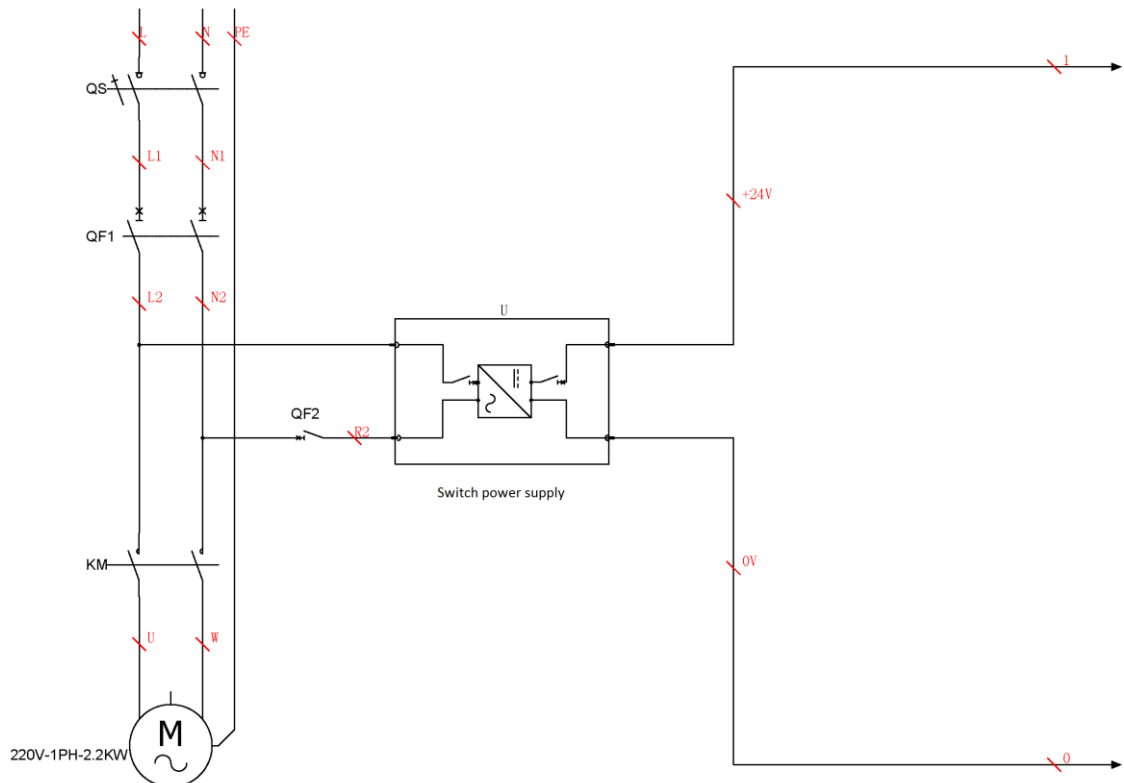 L N PE
1
QS
L1 N1
+24V
QF1
L2 N2
U
QF2
R2
Switch power supply
KM
0V
U W
M
220V-1PH-2.2KW
0